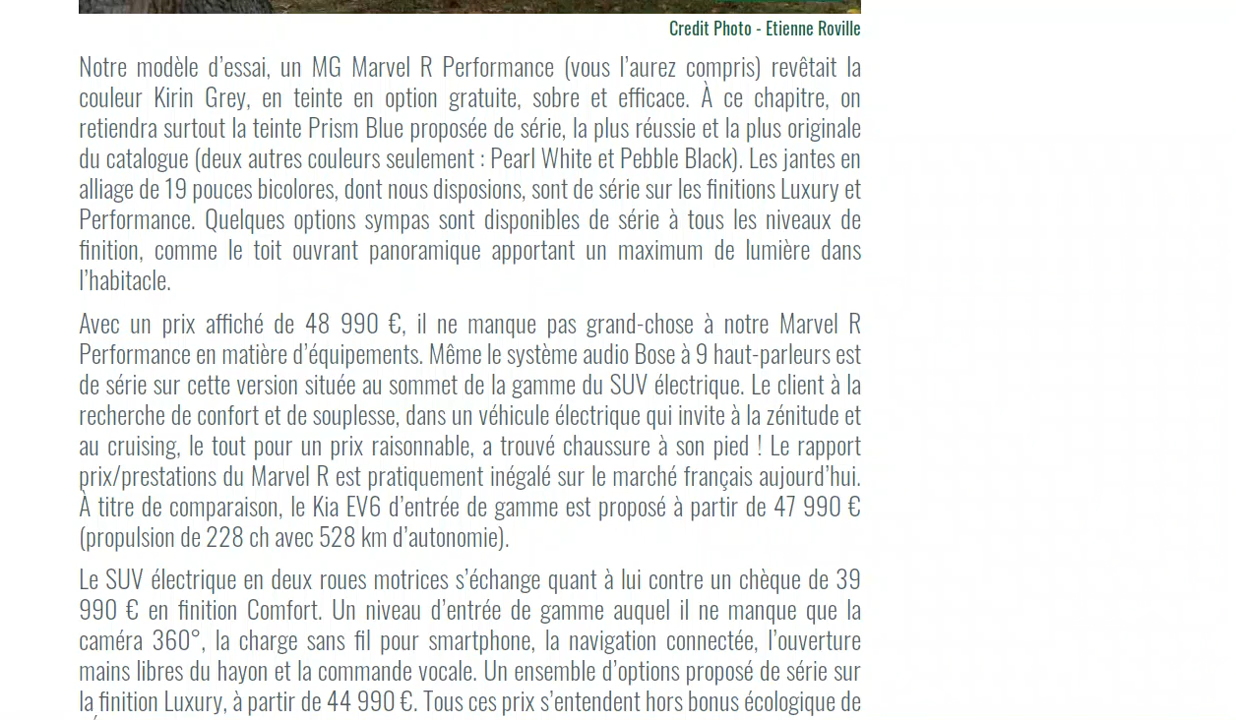 Credit Photo - Etienne Roville
Notre modèle d’essai, un MG Marvel R Performance (vous l’aurez compris) revêtait la
couleur Kirin Grey, en teinte en option gratuite, sobre et efficace. À ce chapitre, on
retiendra surtout la teinte Prism Blue proposée de série, la plus réussie et la plus originale
du catalogue (deux autres couleurs seulement : Pearl White et Pebble Black). Les jantes en
alliage de 19 pouces bicolores, dont nous disposions, sont de série sur les finitions Luxury et
Performance. Quelques options sympas sont disponibles de série à tous les niveaux de
finition, comme le toit ouvrant panoramique apportant un maximum de lumière dans
l’habitacle.
Avec un prix affiché de 48 990 €, il ne manque pas grand-chose à notre Marvel R
Performance en matière d’équipements. Même le système audio Bose à 9 haut-parleurs est
de série sur cette version située au sommet de la gamme du SUV électrique. Le client à la
recherche de confort et de souplesse, dans un véhicule électrique qui invite à la zénitude et
au cruising, le tout pour un prix raisonnable, a trouvé chaussure à son pied ! Le rapport
prix/prestations du Marvel R est pratiquement inégalé sur le marché français aujourd’hui.
À titre de comparaison, le Kia EV6 d’entrée de gamme est proposé à partir de 47 990 €
(propulsion de 228 ch avec 528 km d’autonomie).
Le SUV électrique en deux roues motrices s’échange quant à lui contre un chèque de 39
990 € en finition Comfort. Un niveau d’entrée de gamme auquel il ne manque que la
caméra 360°, la charge sans fil pour smartphone, la navigation connectée, l’ouverture
mains libres du hayon et la commande vocale. Un ensemble d’options proposé de série sur
la finition Luxury, à partir de 44 990 €. Tous ces prix s’entendent hors bonus écologique de